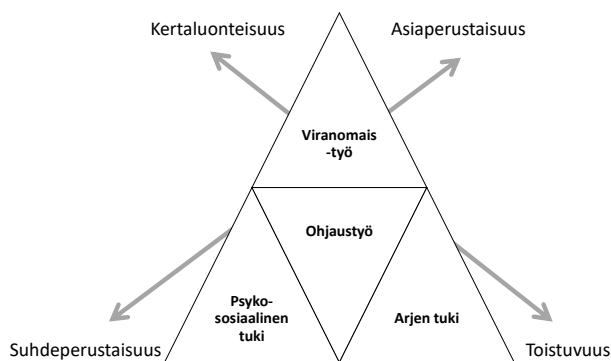 Kertaluonteisuus
Asiaperustaisuus
Viranomais
-työ
Ohjaustyö
Psyko-
sosiaalinen
tuki
Arjen tuki
Suhdeperustaisuus
Toistuvuus